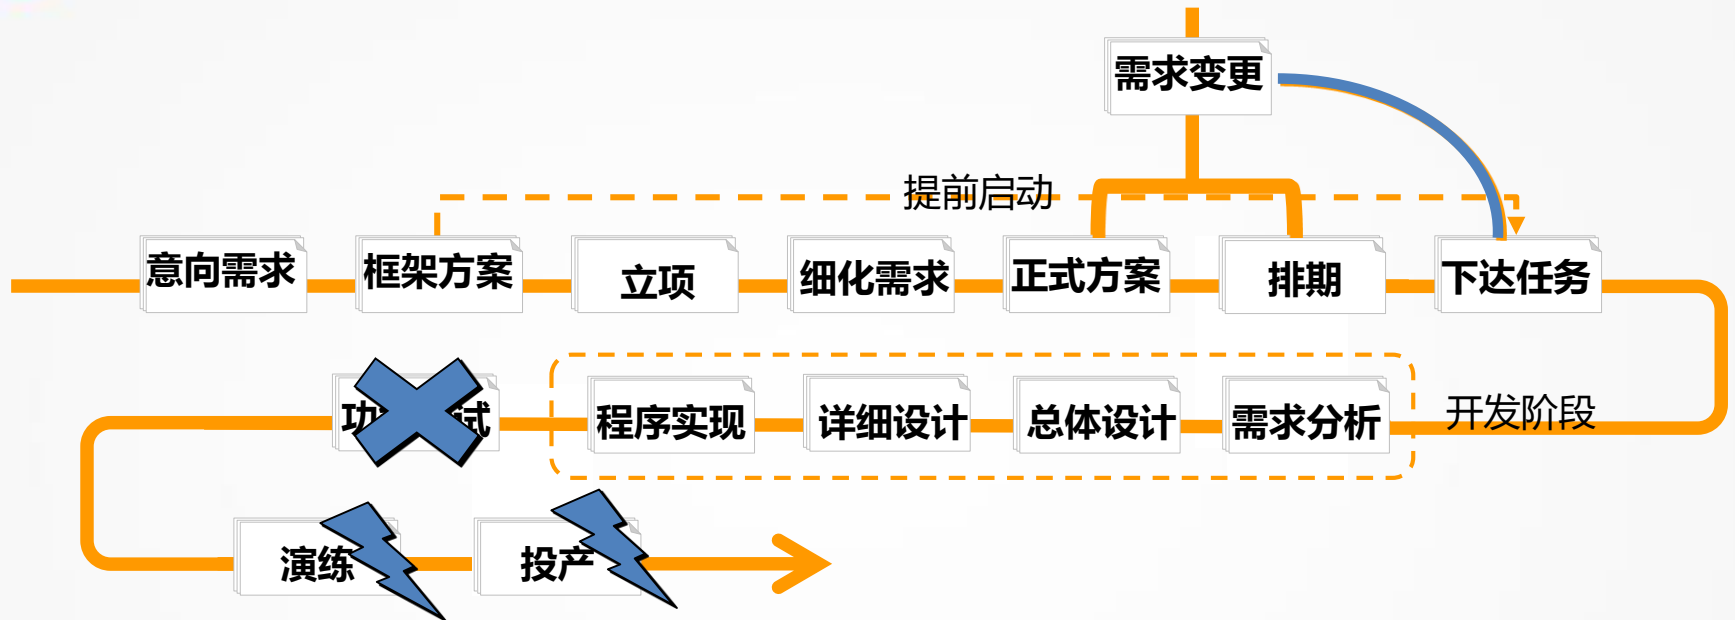 需求变更
提前启动
意向需求
框架方案
立项
细化需求
正式方案
排期
下达任务
开发阶段
需求分析
总体设计
详细设计
程序实现
功 试
演练
投产